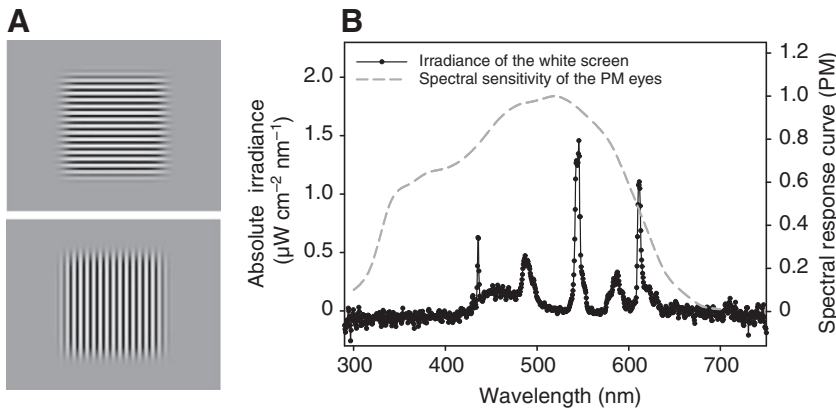 A
B
Irradiance of the white screen
Spectral sensitivity of the PM eyes
Absolute irradiance
(µW cm–2 nm–1)
2.0
1.5
1.0
0.5
0
1.2
1.0
0.8
0.6
0.4
0.2
0
Spectral response curve (PM)
300
400
500
600
700
Wavelength (nm)